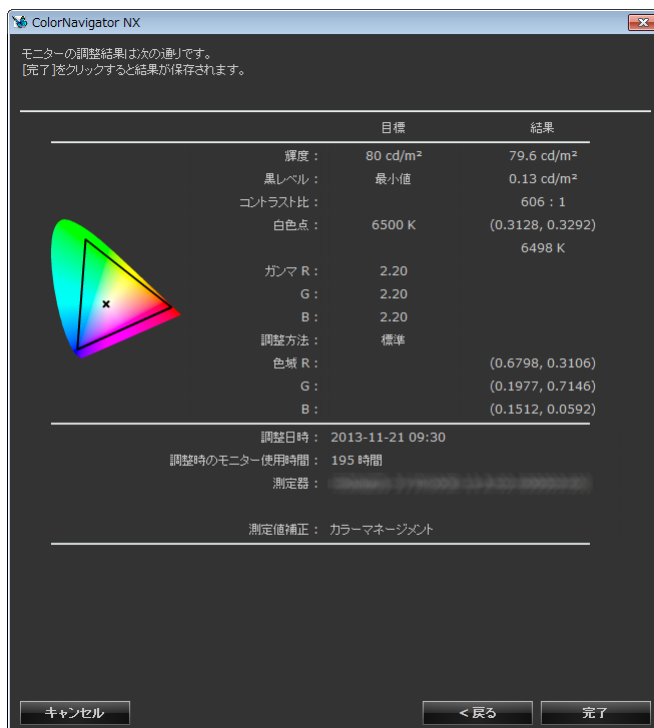 ColorNavigator NX
モニターの調整結果は次の通りです。
[完了]をクリックすると結果が保存されます。
目標 結果
輝度： 80 cd/m² 79.6 cd/m²
黒レベル： 最小値 0.13 cd/m²
コントラスト比： 606 : 1
白色点： 6500 K (0.3128, 0.3292)
6498 K
ガンマ R： 2.20
G： 2.20
B： 2.20
調整方法： 標準
色域 R： (0.6798, 0.3106)
G： (0.1977, 0.7146)
B： (0.1512, 0.0592)
調整日時： 2013-11-21 09:30
調整時のモニター使用時間： 195 時間
測定器：
測定値補正： カラーマネージメント
キャンセル < 戻る 完了